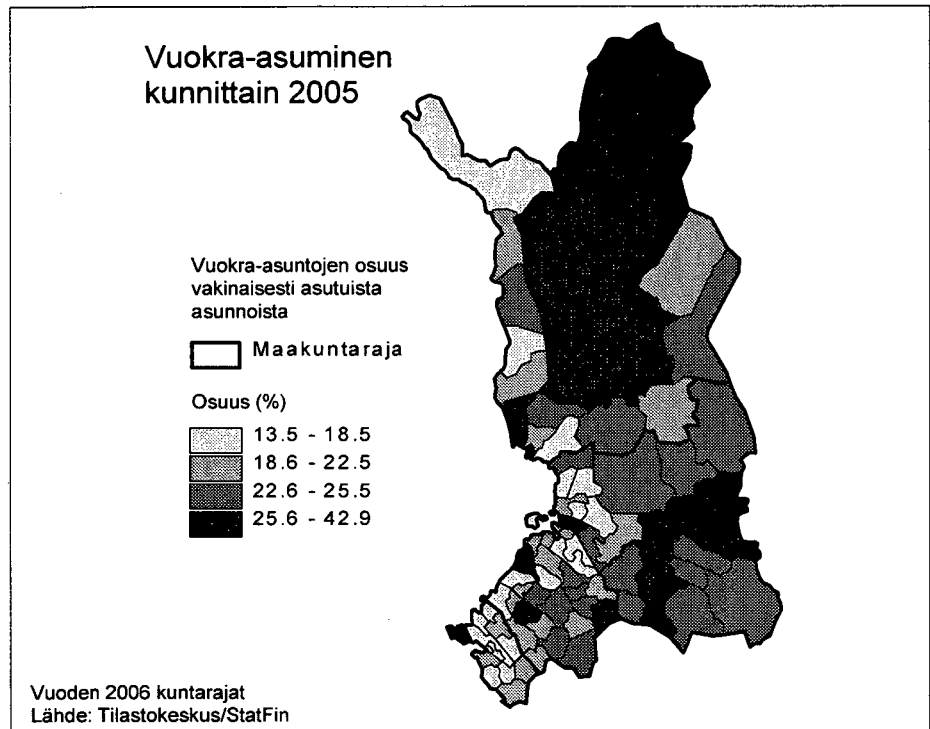 Vuokra-asuminen
kunnittain 2005
Vuokra-asuntojen osuus
vakinaisesti asutuista
asunnoista
Maakuntaraja
Osuus (%)
13.5 - 18.5
18.6 - 22.5
22.6 - 25.5
25.6 - 42.9
Vuoden 2006 kuntarajat
Lähde: Tilastokeskus/StatFin